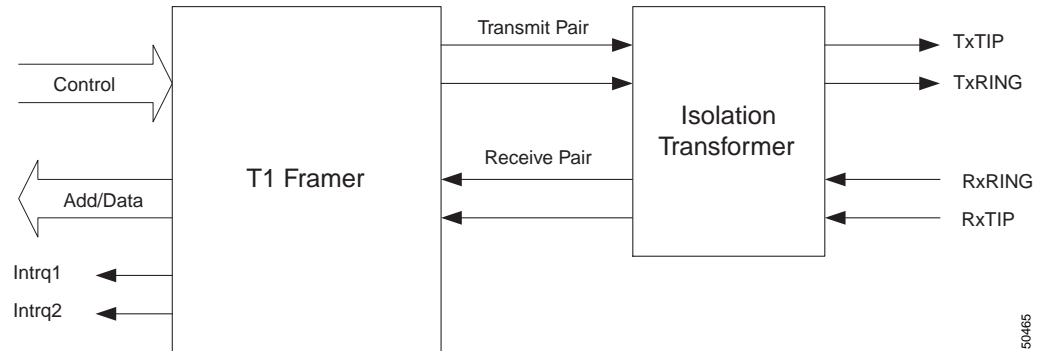 Transmit Pair
TxTIP
Control
TxRING
Isolation
Transformer
Receive Pair
T1 Framer
RxRING
Add/Data
RxTIP
Intrq1
Intrq2
50465